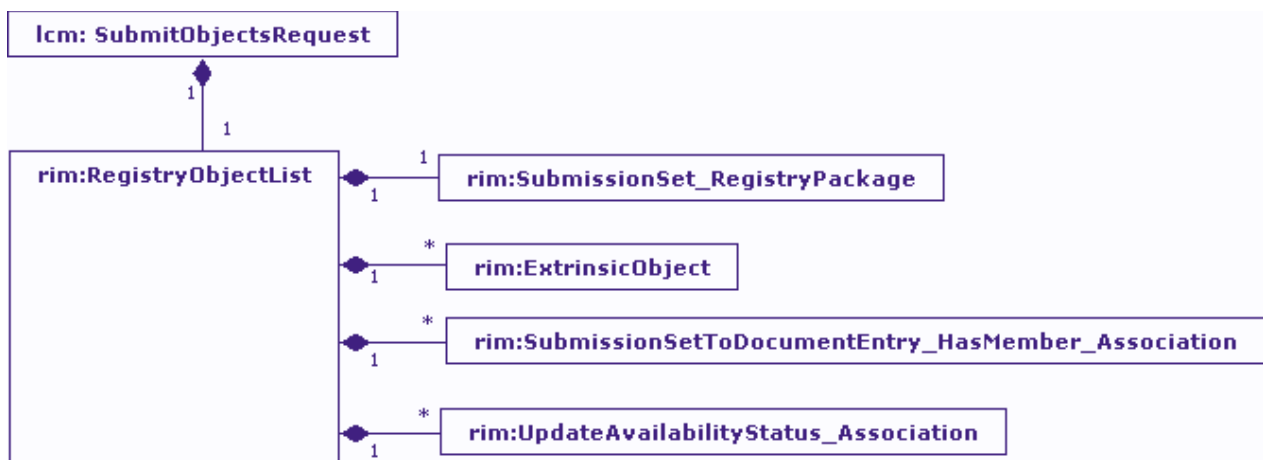 lcm: SubmitObjectsRequest
1
1
rim:RegistryObjectList
1
rim:SubmissionSet_RegistryPackage
1
*
rim:ExtrinsicObject
1
*
rim:SubmissionSetToDocumentEntry_HasMember_Association
1
*
rim:UpdateAvailabilityStatus_Association
1